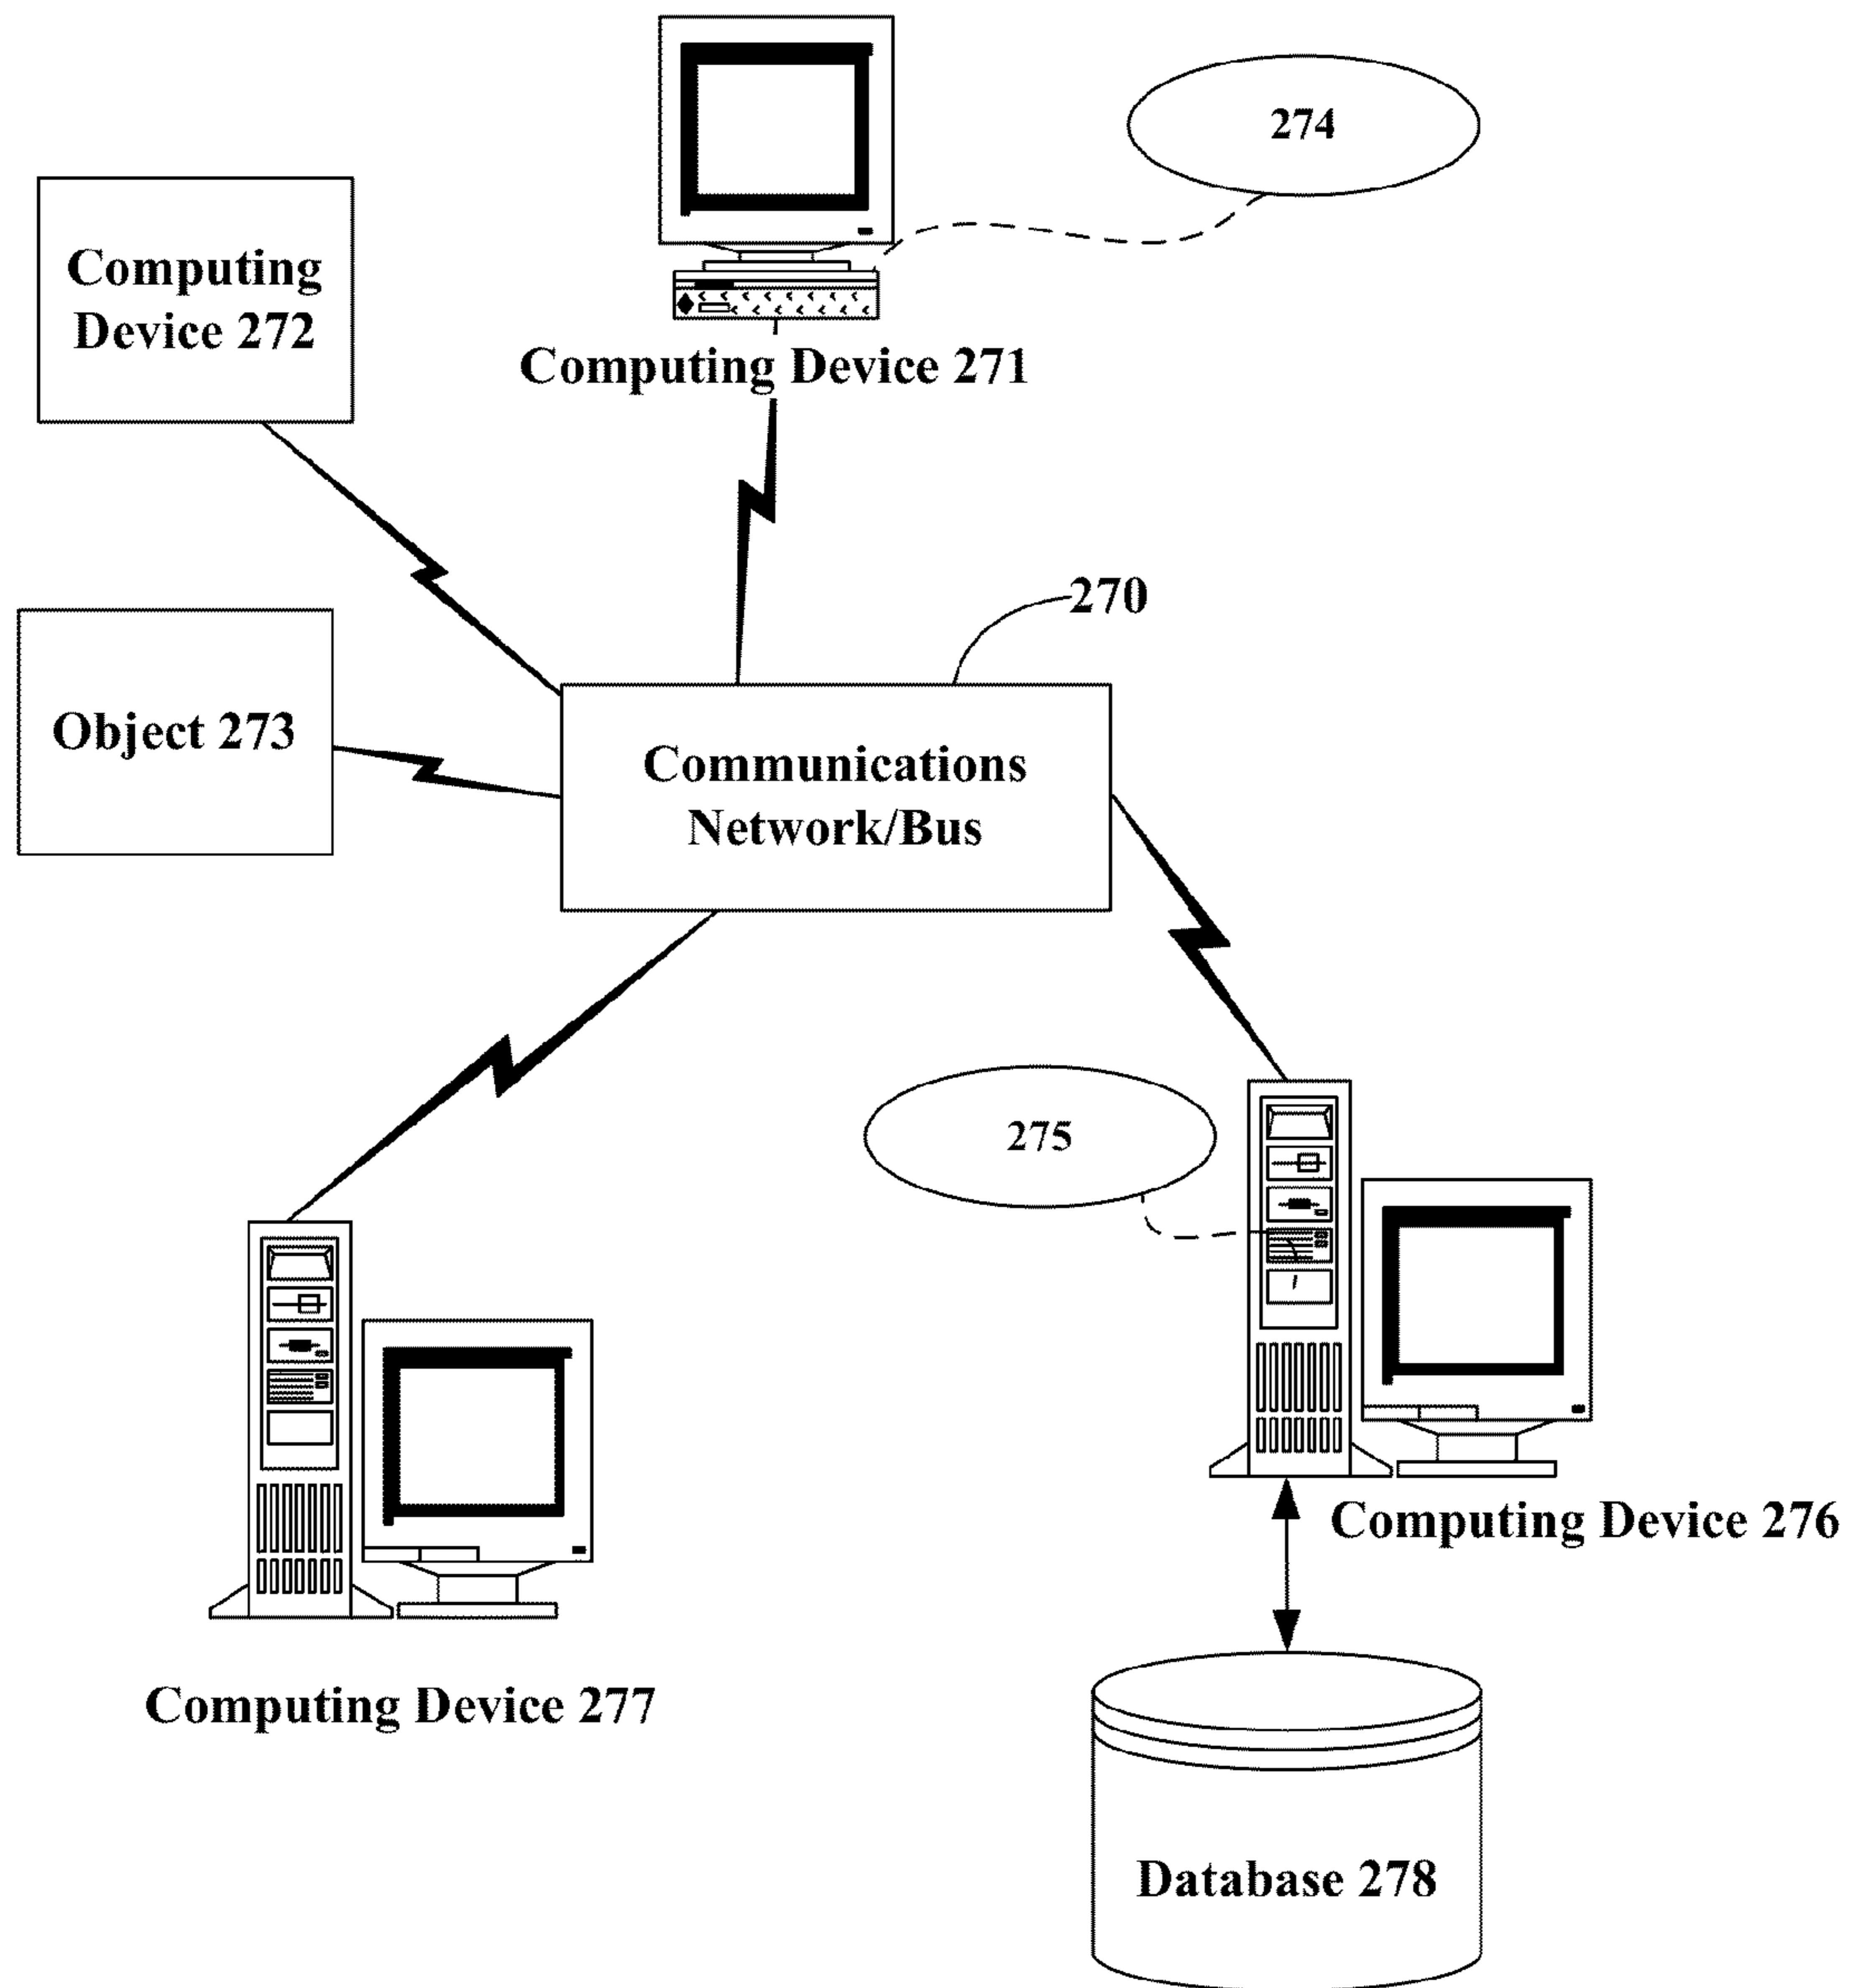 274
Computing
Device 272
Computing Device 271
270
Object 273
Communications
Network/Bus
275
Computing Device 276
Computing Device 277
Database 278